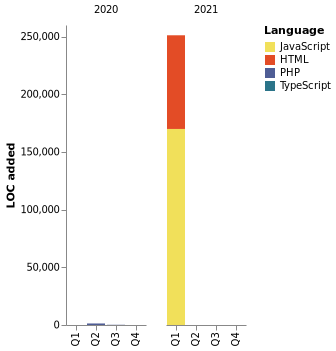 2020 2021
Language
JavaScript
HTML
PHP
TypeScript
LOC added
250,000
200,000
150,000
100,000
50,000
0
Q1 Q2 Q3 Q4 Q1 Q2 Q3 Q4